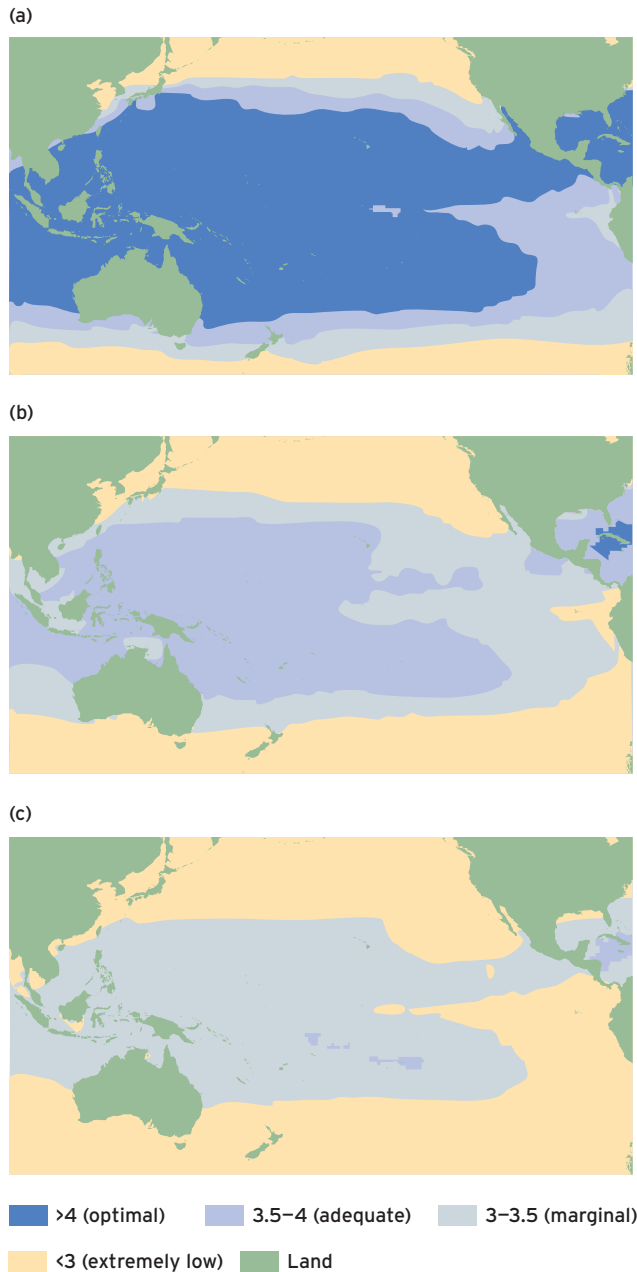 (a)
(b)
(c)
>4 (optimal) 3.5–4 (adequate) 3–3.5 (marginal)
<3 (extremely low) Land